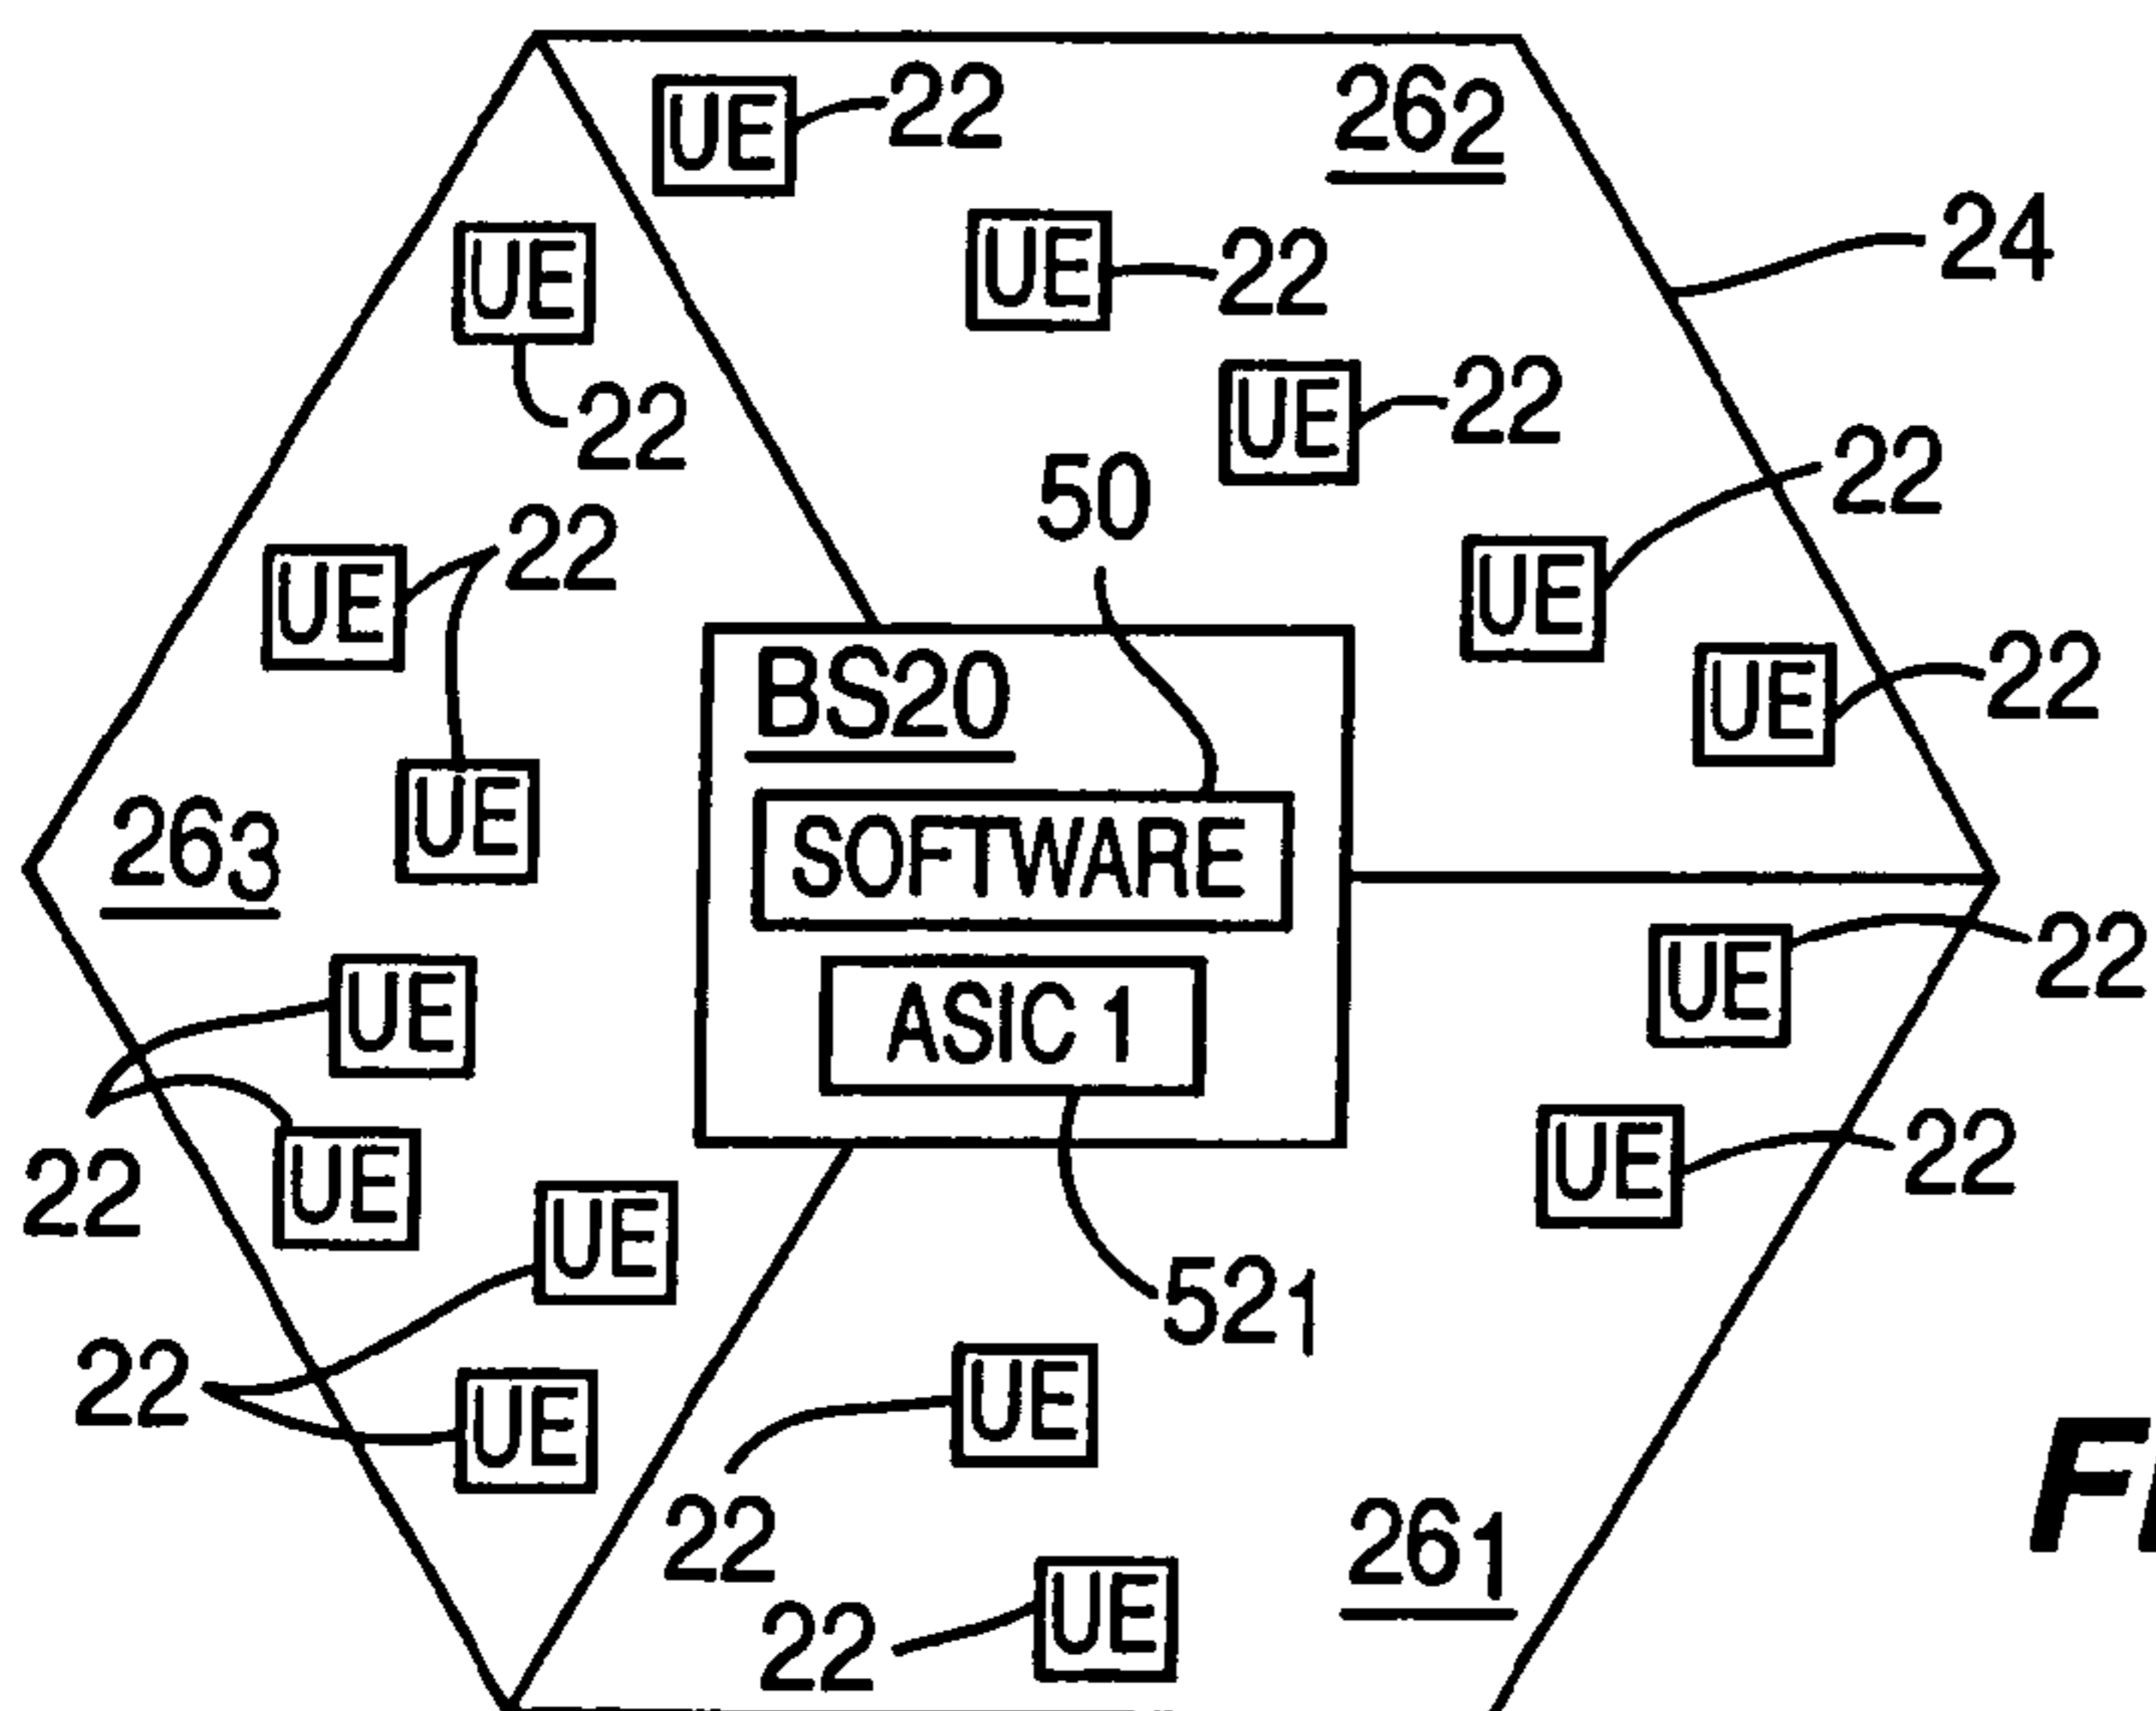 UE 22 26₂
UE UE 22 24
22 UE 22
50 22
22
UE UE
UE 22
BS20
UE SOFTWARE
26₃
UE ASIC 1 UE 22
UE 22
22 UE 22
UE 52₁
22 UE UE
22 26₁
22 UE